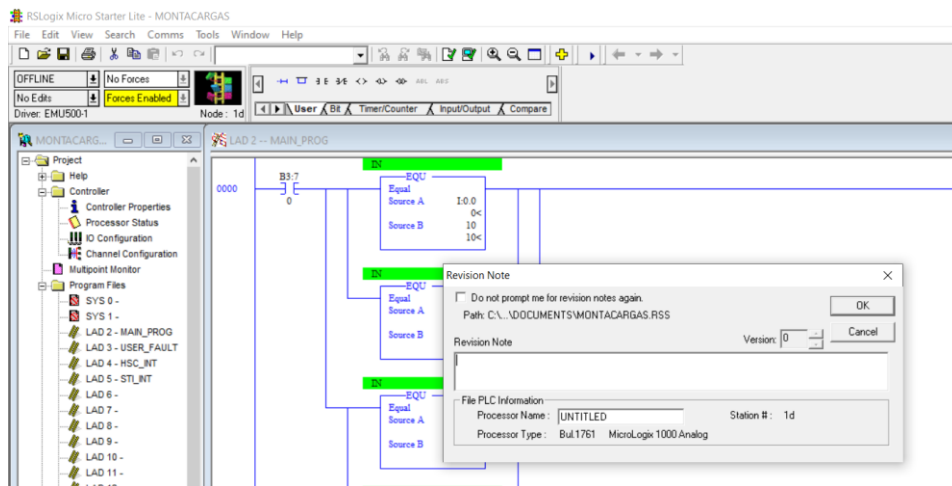 RSLogix Micro Starter Lite - MONTACARGAS
File Edit View Search Comms Tools Window Help
OFFLINE No Forces
No Edits Forces Enabled
Driver: EMU500-1 Node : 1d
ABL ABS
User Bit Timer/Counter Input/Output Compare
MONTACARG...
Project
Help
Controller
Controller Properties
Processor Status
IO Configuration
Channel Configuration
Multipoint Monitor
Program Files
SYS 0 -
SYS 1 -
LAD 2 - MAIN_PROG
LAD 3 - USER_FAULT
LAD 4 - HSC_INT
LAD 5 - STI_INT
LAD 6 -
LAD 7 -
LAD 8 -
LAD 9 -
LAD 10 -
LAD 11 -
LAD 2 -- MAIN_PROG
0000
B3:7
0
IN
EQU
Equal
Source A I:0.0
0<
Source B 10
10<
IN
EQU
Equal
Source A
Source B
IN
EQU
Equal
Source A
Source B
Revision Note
Do not prompt me for revision notes again.
OK
Path: C:\...\DOCUMENTS\MONTACARGAS.RSS
Revision Note
Version: 0
Cancel
File PLC Information
Processor Name : UNTITLED Station # : 1d
Processor Type : Bul.1761 MicroLogix 1000 Analog